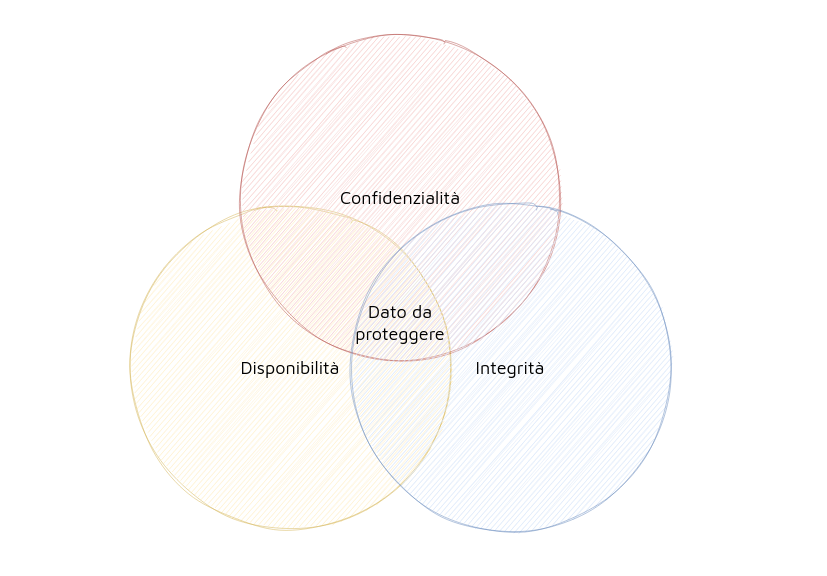 Confidenzialità
Dato da
proteggere
Disponibilità
Integrità